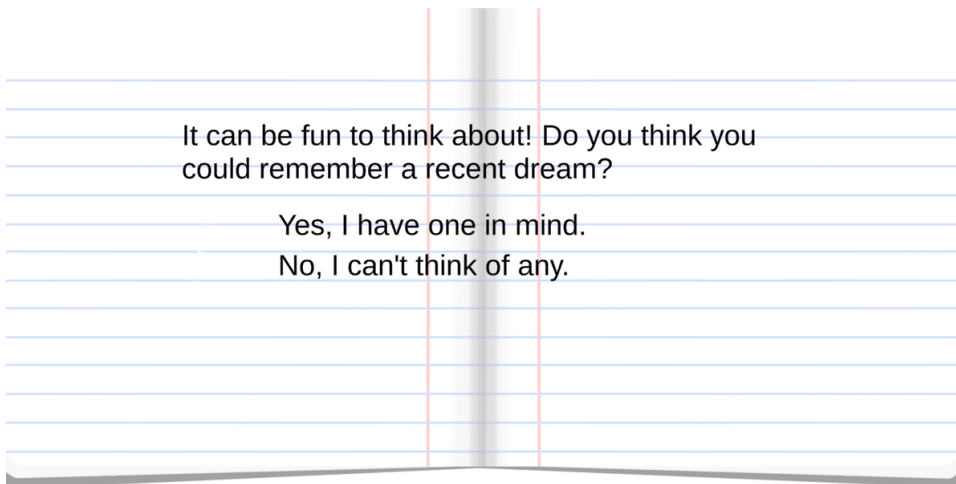 It can be fun to think about! Do you think you
could remember a recent dream?
Yes, I have one in mind.
No, I can't think of any.